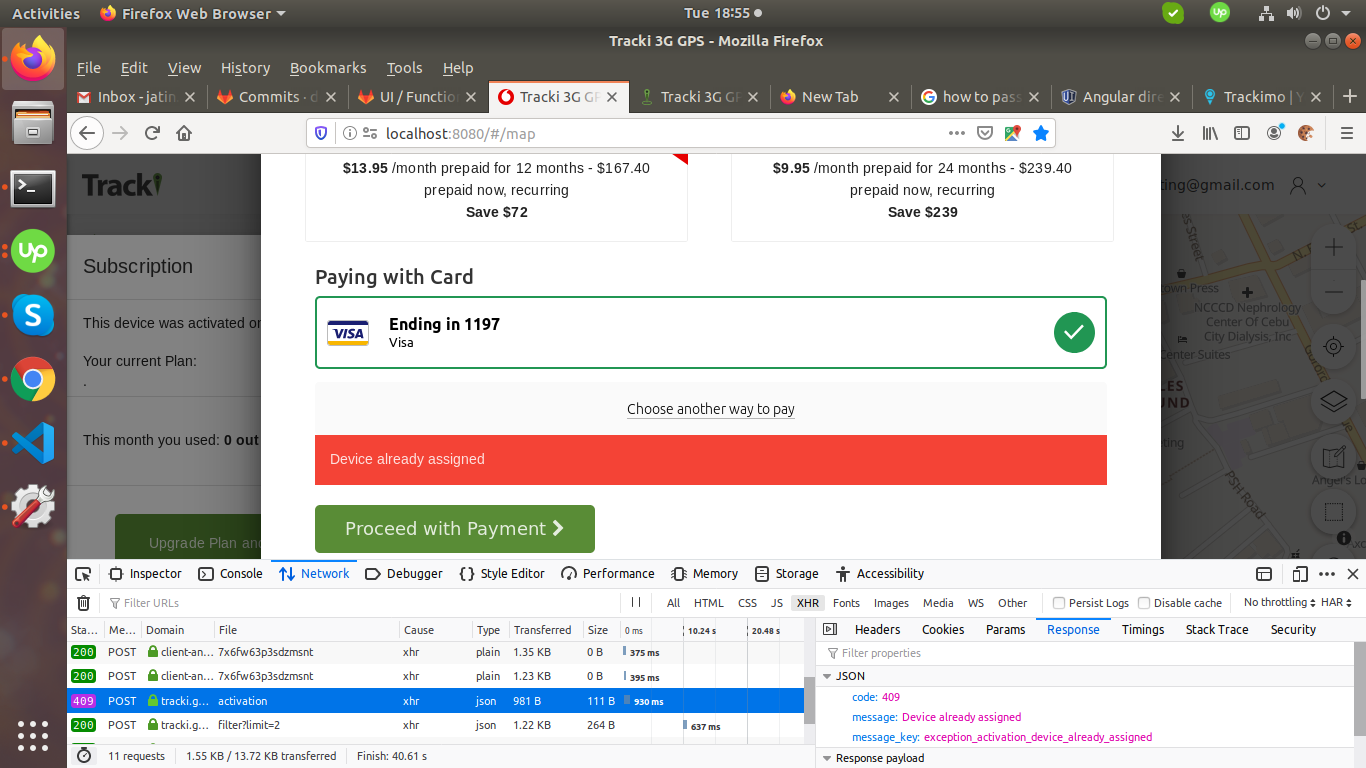 Activities
Firefox Web Browser
Tue 18:55
Tracki 3G GPS - Mozilla Firefox
File Edit View History Bookmarks Tools Help
Inbox - jatin
Commits · d
UI / Function
Tracki 3G GP
Tracki 3G GP
New Tab
how to pass
Angular dire
Trackimo | Y
localhost:8080/#/map
Tracki
ting@gmail.com
Subscription
This device was activated on
Your current Plan:
.
This month you used: 0 out
Upgrade Plan and
$13.95 /month prepaid for 12 months - $167.40
prepaid now, recurring
Save $72
$9.95 /month prepaid for 24 months - $239.40
prepaid now, recurring
Save $239
Paying with Card
VISA
Ending in 1197
Visa
Choose another way to pay
Device already assigned
Proceed with Payment
town Press
NCCCD Nephrology
Center Of Cebu
City Dialysis, Inc
Center Suites
LES
UND
PSH Road
Inspector Console Network Debugger Style Editor Performance Memory Storage Accessibility
Filter URLs
All HTML CSS JS XHR Fonts Images Media WS Other
Persist Logs Disable cache
No throttling HAR
Sta... Me... Domain File Cause Type Transferred Size 0 ms 10.24 s 20.48 s
200 POST client-an... 7x6fw63p3sdzmsnt xhr plain 1.35 KB 0 B 375 ms
200 POST client-an... 7x6fw63p3sdzmsnt xhr plain 1.23 KB 0 B 395 ms
409 POST tracki.g... activation xhr json 981 B 111 B 930 ms
200 POST tracki.g... filter?limit=2 xhr json 1.22 KB 264 B 637 ms
11 requests 1.55 KB / 13.72 KB transferred Finish: 40.61 s
Headers Cookies Params Response Timings Stack Trace Security
Filter properties
JSON
code: 409
message: Device already assigned
message_key: exception_activation_device_already_assigned
Response payload